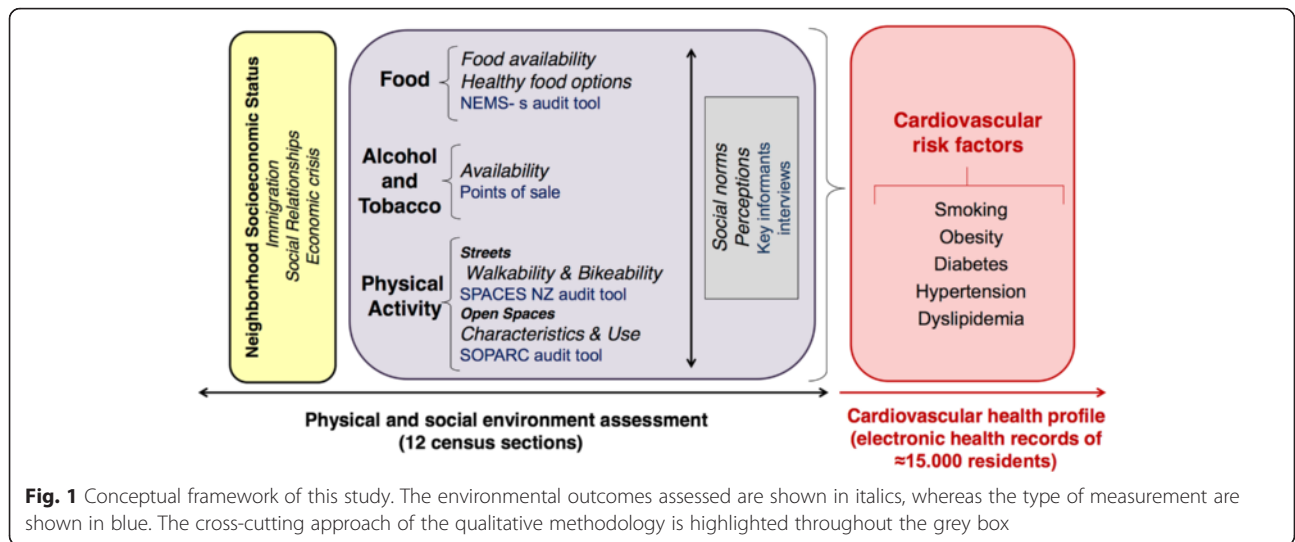 Neighborhood Socioeconomic Status
Immigration
Social Relationships
Economic crisis
Food
Food availability
Healthy food options
NEMS- s audit tool
Alcohol
and
Tobacco
Availability
Points of sale
Physical
Activity
Streets
Walkability & Bikeability
SPACES NZ audit tool
Open Spaces
Characteristics & Use
SOPARC audit tool
Social norms
Perceptions
Key informants
interviews
Cardiovascular
risk factors
Smoking
Obesity
Diabetes
Hypertension
Dyslipidemia
Physical and social environment assessment
(12 census sections)
Cardiovascular health profile
(electronic health records of
≈15.000 residents)
Fig. 1 Conceptual framework of this study. The environmental outcomes assessed are shown in italics, whereas the type of measurement are
shown in blue. The cross-cutting approach of the qualitative methodology is highlighted throughout the grey box